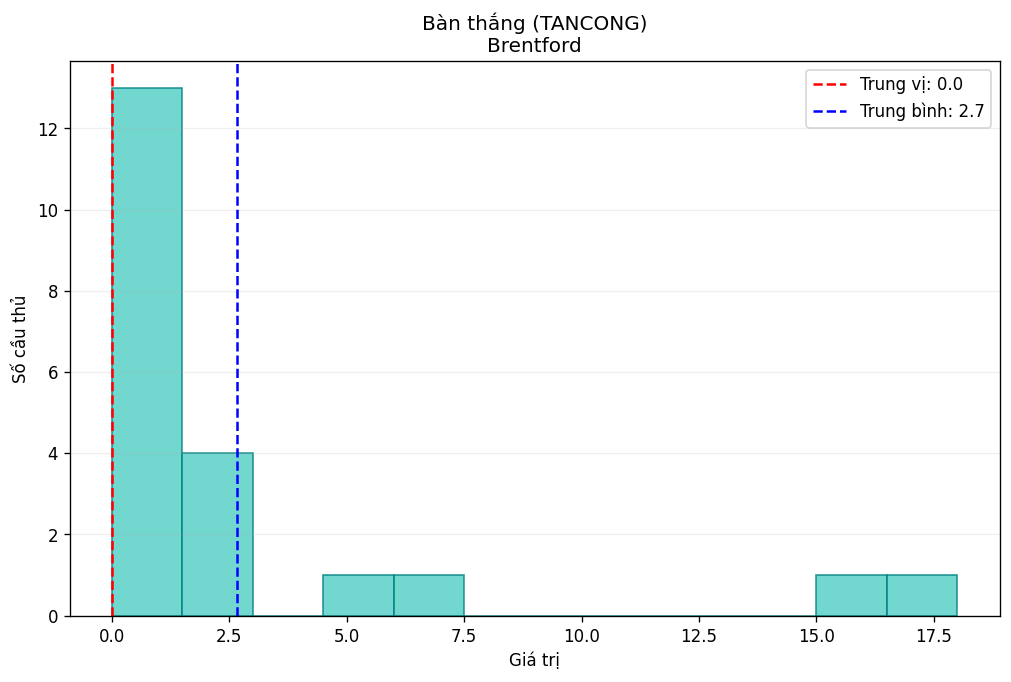 Bàn thắng (TANCONG)
Brentford
Trung vị: 0.0
Trung bình: 2.7
Số cầu thủ
12
10
8
6
4
2
0
0.0 2.5 5.0 7.5 10.0 12.5 15.0 17.5
Giá trị